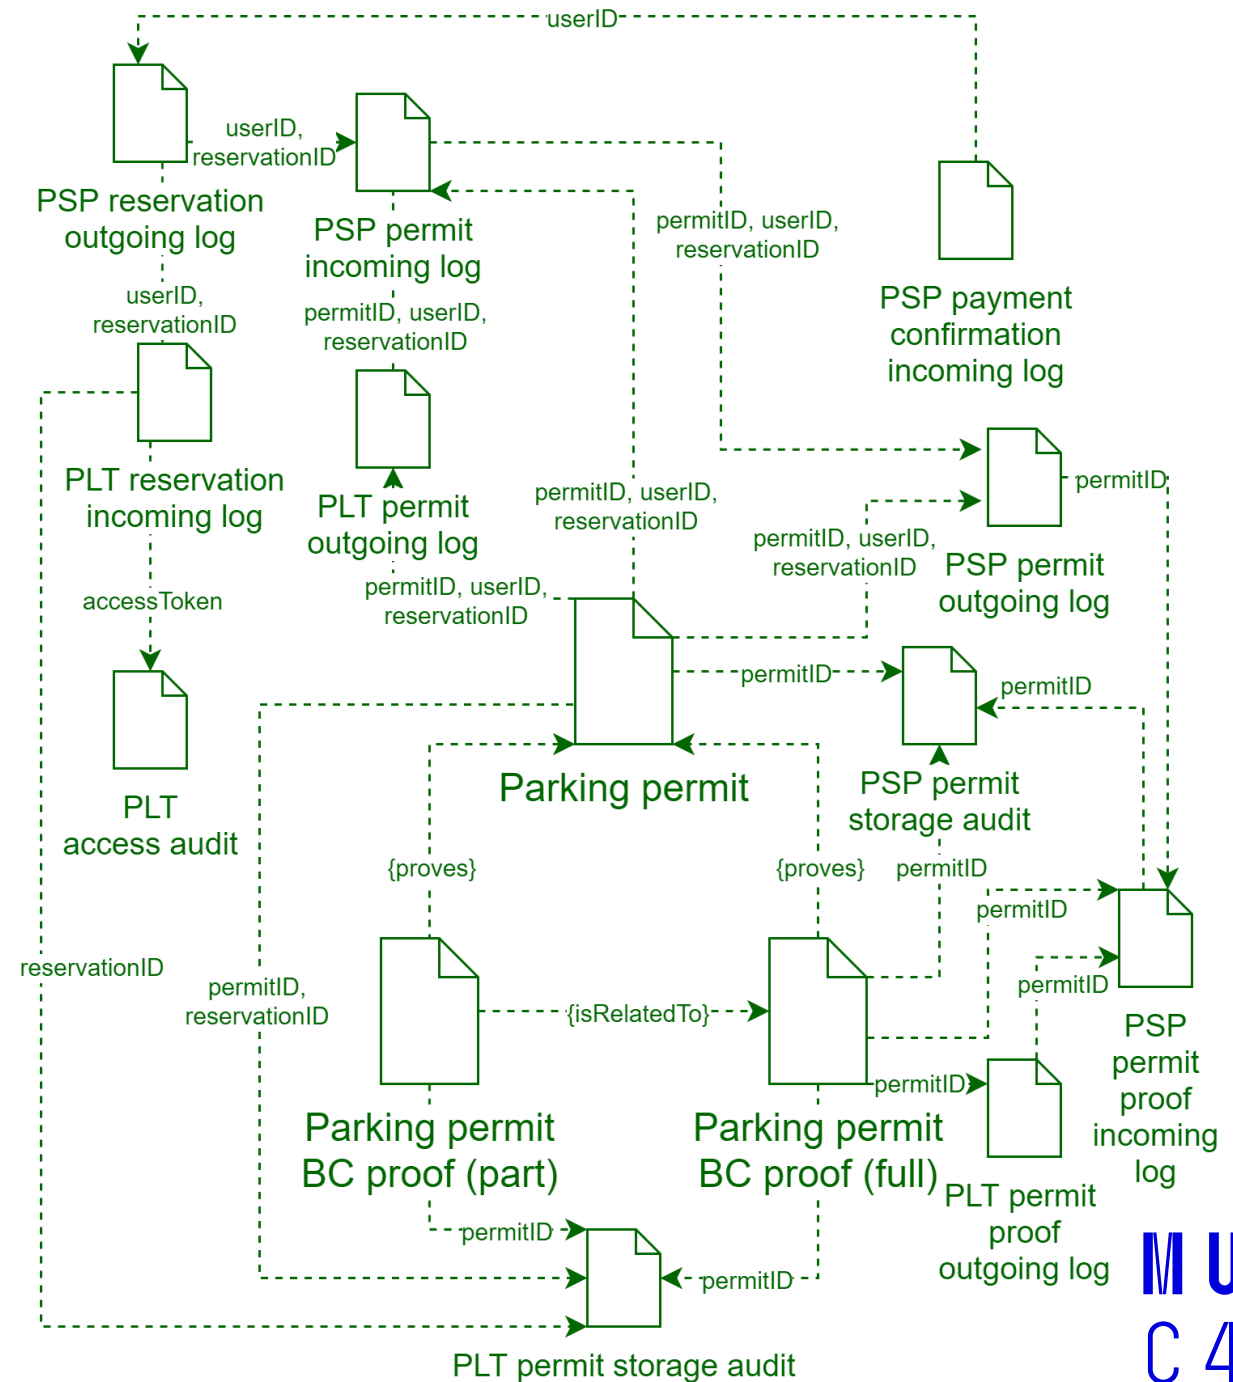 userID
userID,
reservationID
PSP reservation
outgoing log
PSP permit
incoming log
permitID, userID,
reservationID
PSP payment
confirmation
incoming log
userID,
reservationID
permitID, userID,
reservationID
PLT reservation
incoming log
PLT permit
outgoing log
permitID, userID,
reservationID
permitID
permitID, userID,
reservationID
PSP permit
outgoing log
accessToken
permitID, userID,
reservationID
permitID
permitID
PLT
access audit
Parking permit
PSP permit
storage audit
{proves}
{proves}
permitID
permitID
reservationID
permitID,
reservationID
{isRelatedTo}
permitID
PSP
permit
proof
incoming
log
permitID
Parking permit
BC proof (part)
Parking permit
BC proof (full)
PLT permit
proof
outgoing log
permitID
permitID
PLT permit storage audit
MU
C4